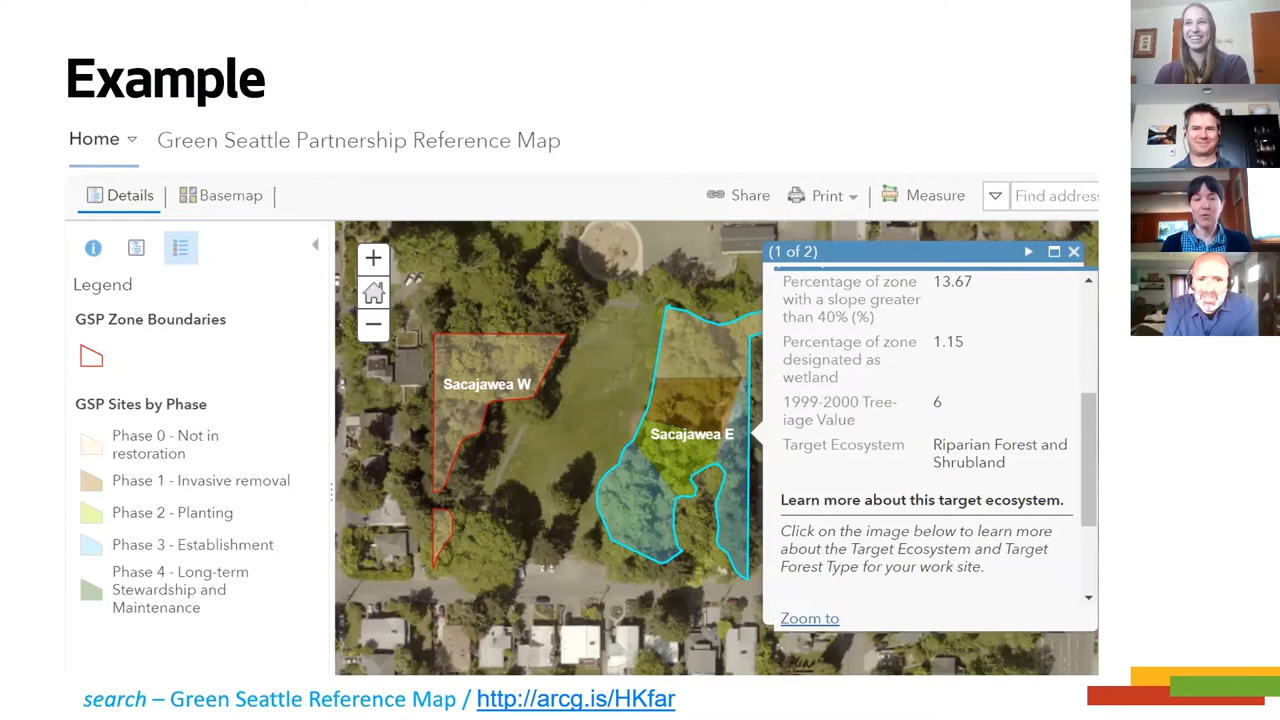 Example
Home Green Seattle Partnership Reference Map
Details Basemap Share Print Measure Find address
Legend
GSP Zone Boundaries
GSP Sites by Phase
Phase 0 - Not in
restoration
Phase 1 - Invasive removal
Phase 2 - Planting
Phase 3 - Establishment
Phase 4 - Long-term
Stewardship and
Maintenance
Sacajawea W
Sacajawea E
(1 of 2)
Percentage of zone 13.67
with a slope greater
than 40% (%)
Percentage of zone 1.15
designated as
wetland
1999-2000 Tree- 6
iage Value
Target Ecosystem Riparian Forest and
Shrubland
Learn more about this target ecosystem.
Click on the image below to learn more
about the Target Ecosystem and Target
Forest Type for your work site.
Zoom to
search – Green Seattle Reference Map / http://arcg.is/HKfar